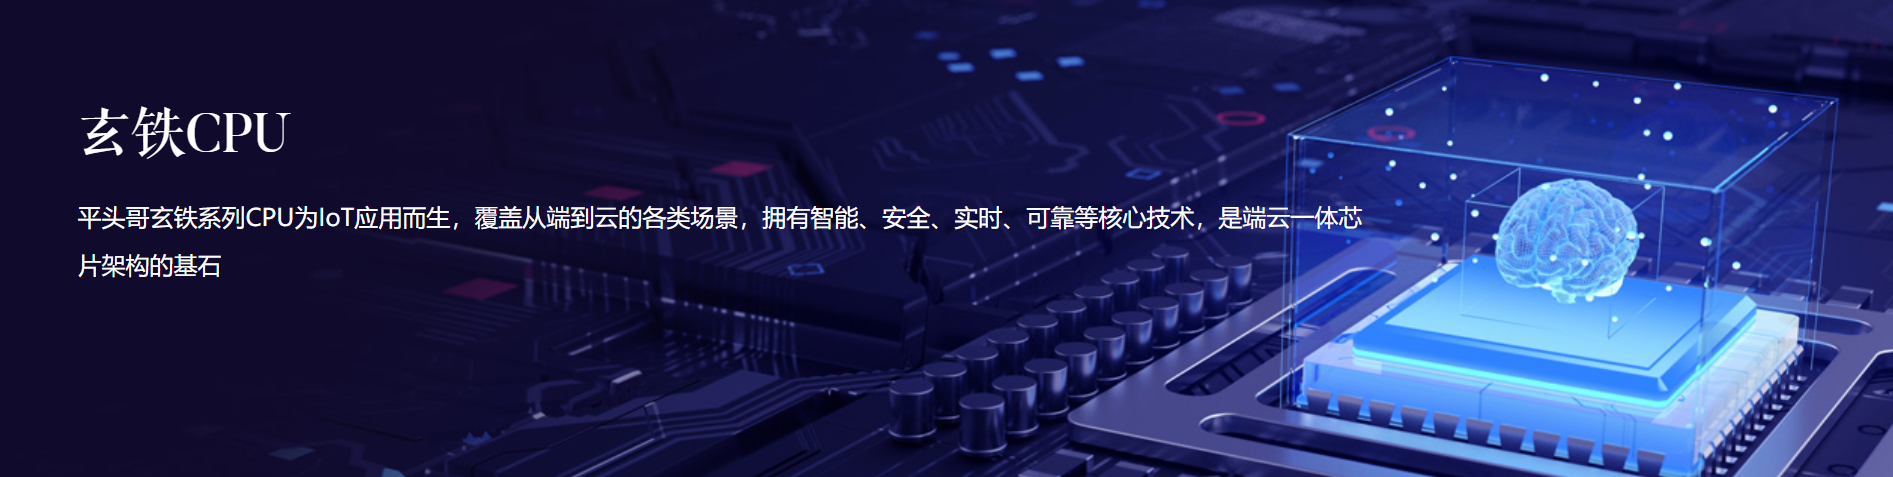 玄铁CPU
平头哥玄铁系列CPU为IoT应用而生，覆盖从端到云的各类场景，拥有智能、安全、实时、可靠等核心技术，是端云一体芯
片架构的基石